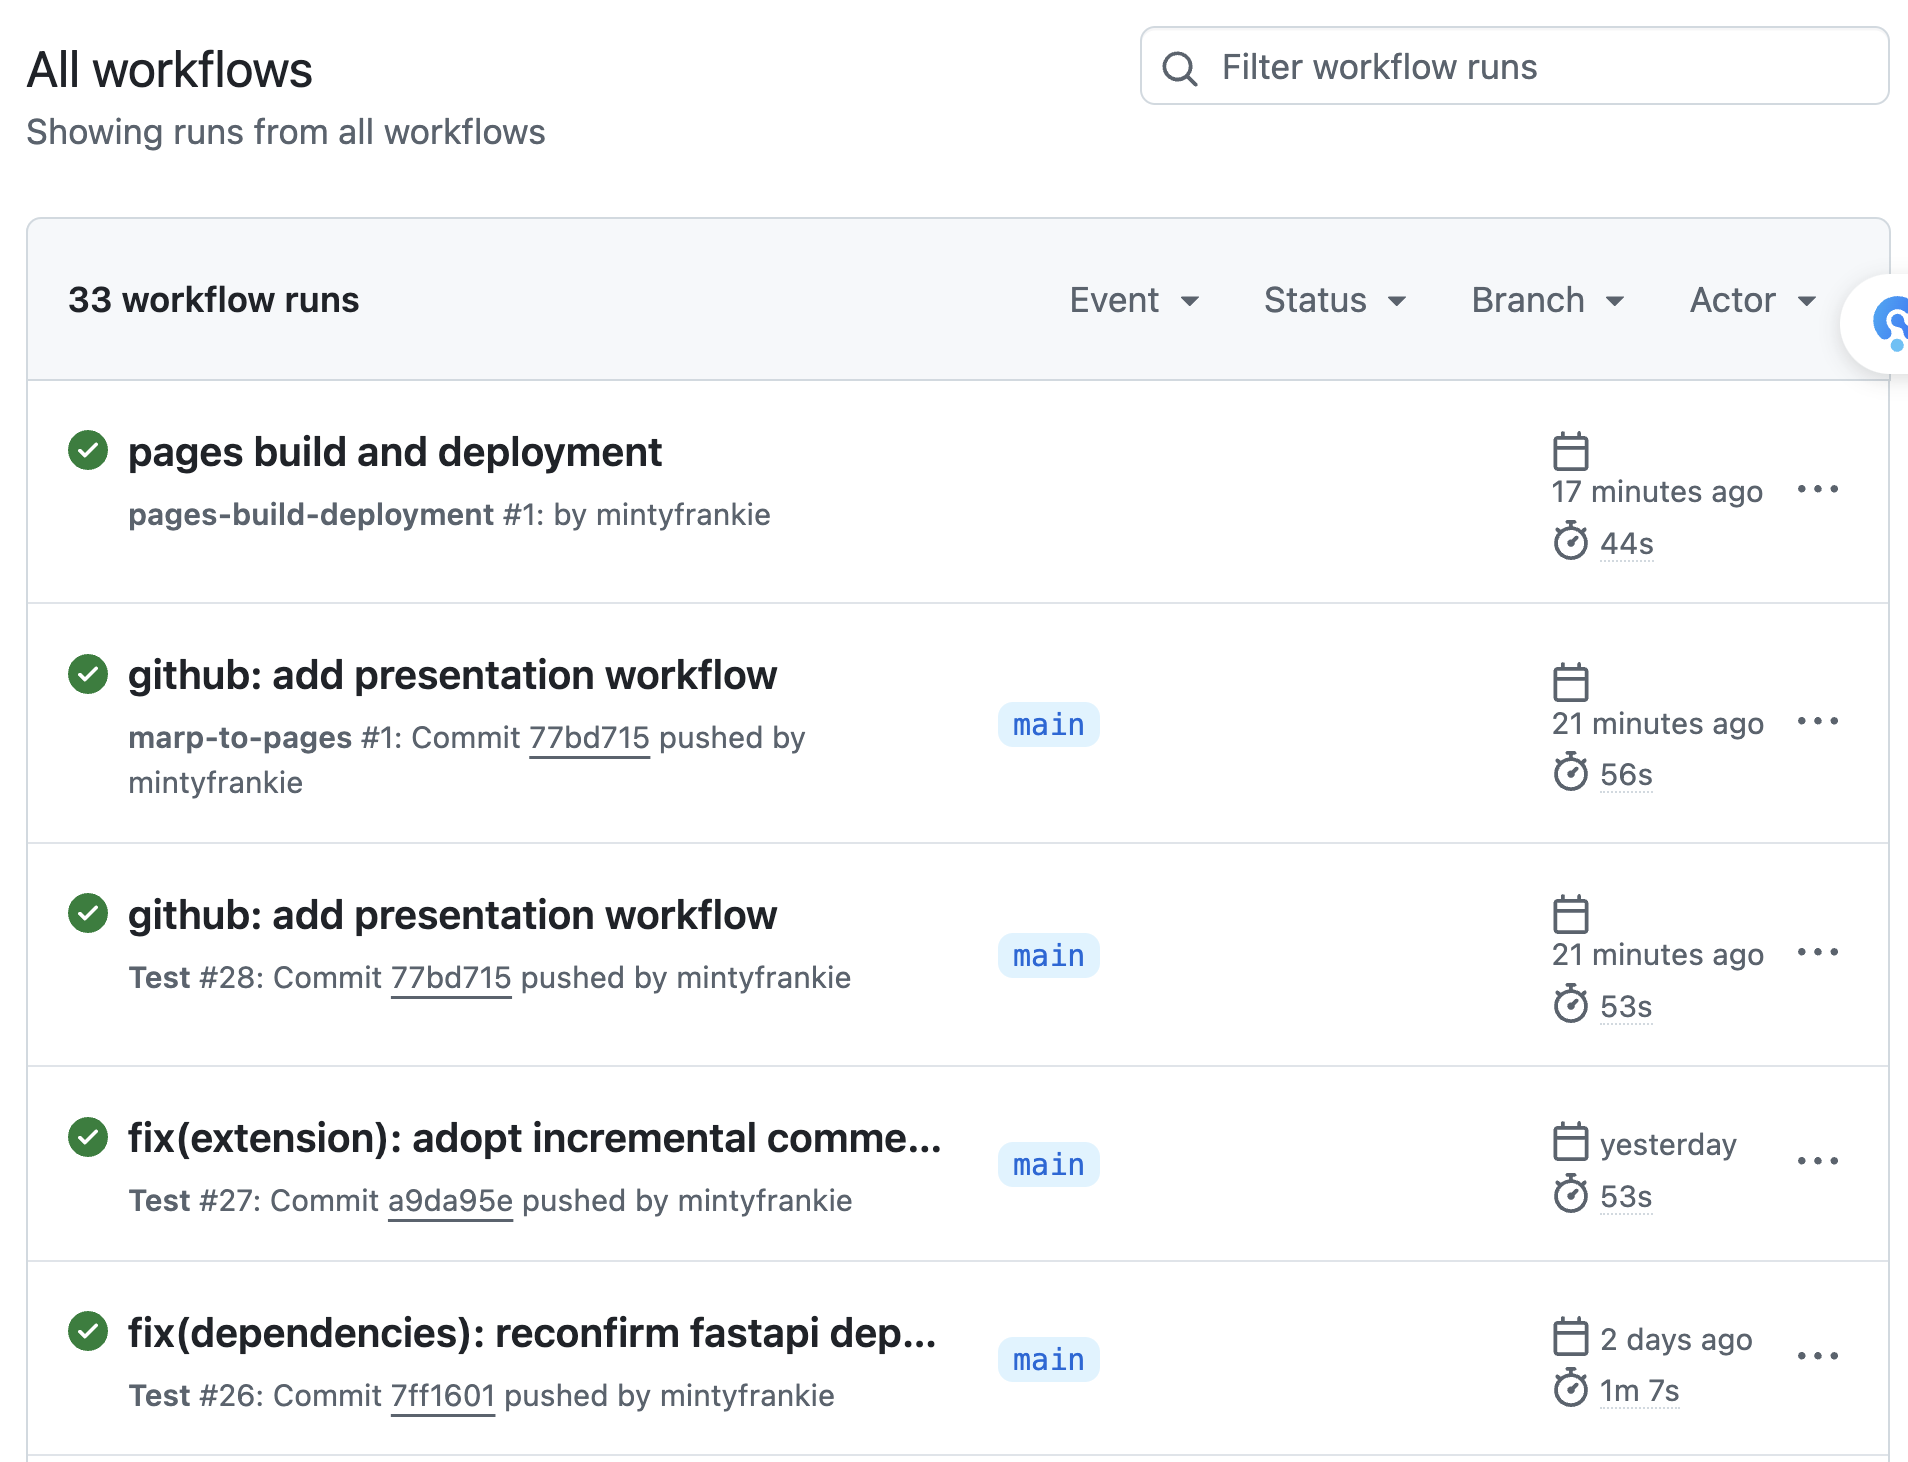 All workflows
Filter workflow runs
Showing runs from all workflows
33 workflow runs
Event
Status
Branch
Actor
pages build and deployment
pages-build-deployment #1: by mintyfrankie
17 minutes ago
44s
github: add presentation workflow
marp-to-pages #1: Commit 77bd715 pushed by
mintyfrankie
main
21 minutes ago
56s
github: add presentation workflow
Test #28: Commit 77bd715 pushed by mintyfrankie
main
21 minutes ago
53s
fix(extension): adopt incremental comme...
Test #27: Commit a9da95e pushed by mintyfrankie
main
yesterday
53s
fix(dependencies): reconfirm fastapi dep...
Test #26: Commit 7ff1601 pushed by mintyfrankie
main
2 days ago
1m 7s